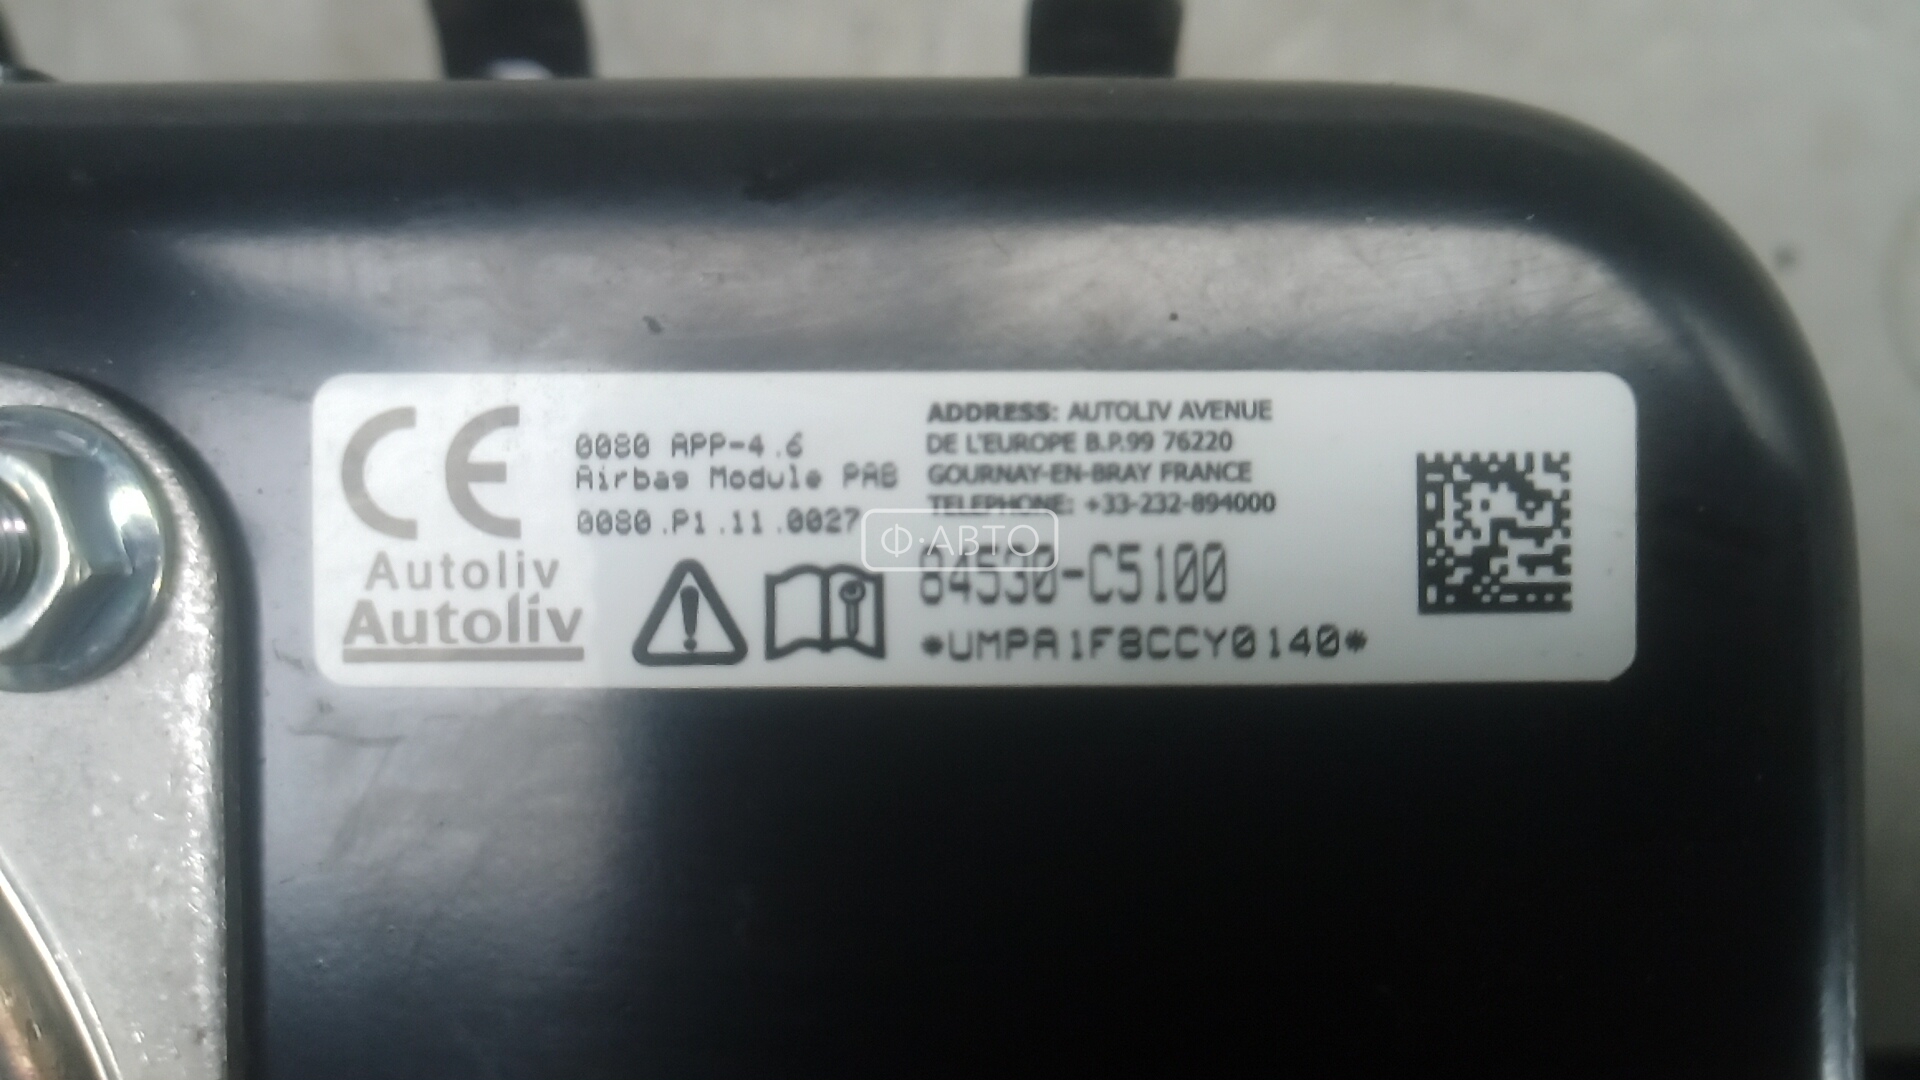 CE
Autoliv
Autoliv
0080 APP-4.6
Airbag Module PAB
0080.P1.11.0027
ADDRESS: AUTOLIV AVENUE
DE L'EUROPE B.P.99 76220
GOURNAY-EN-BRAY FRANCE
TELEPHONE: +33-232-894000
Ф·АВТО
84530-C5100
*UMPA1F8CCY0140*